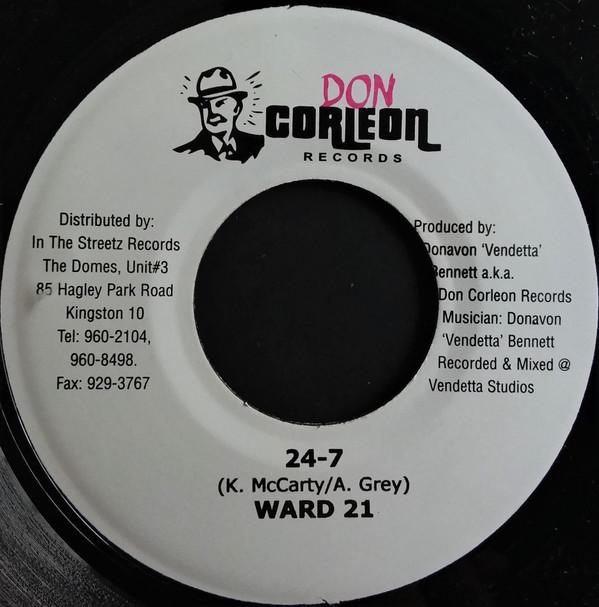 DON
CORLEON
RECORDS
Distributed by:
In The Streetz Records
The Domes, Unit#3
85 Hagley Park Road
Kingston 10
Tel: 960-2104,
960-8498.
Fax: 929-3767
Produced by:
Donavon 'Vendetta'
Bennett a.k.a.
Don Corleon Records
Musician: Donavon
'Vendetta' Bennett
Recorded & Mixed @
Vendetta Studios
24-7
(K. McCarty/A. Grey)
WARD 21